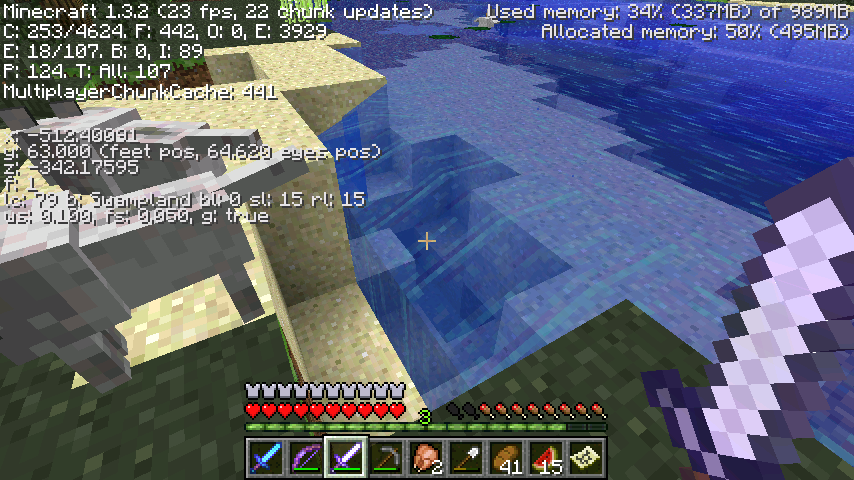 Minecraft 1.3.2 (23 fps, 22 chunk updates)
C: 253/4624. F: 442, O: 0, E: 3929
E: 18/107. B: 0, I: 89
P: 124. T: All: 107
MultiplayerChunkCache: 441
Used memory: 34% (337MB) of 989MB
Allocated memory: 50% (495MB)
x: -512.40091
y: 63.000 (feet pos, 64.620 eyes pos)
z: -342.17595
f: 1
lc: 79 b: Swampland bl: 0 sl: 15 rl: 15
ws: 0.100, fs: 0.050, g: true
3
2
41
15